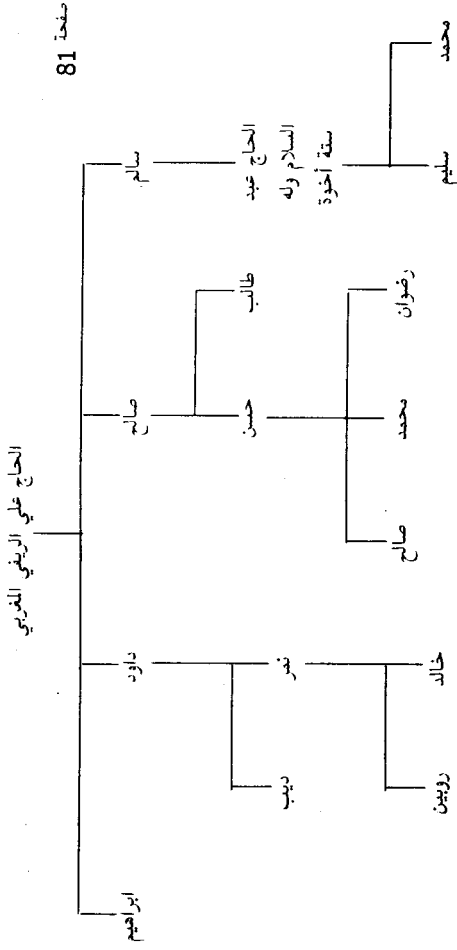 صفحة 81
الحاج علي الريفي المغربي
سالم
صالح
داود
ابراهيم
الحاج عبد
السلام وله
ستة أخوة
طالب
حسن
نمر
ديب
محمد
سليم
رضوان
محمد
صالح
خالد
روبين